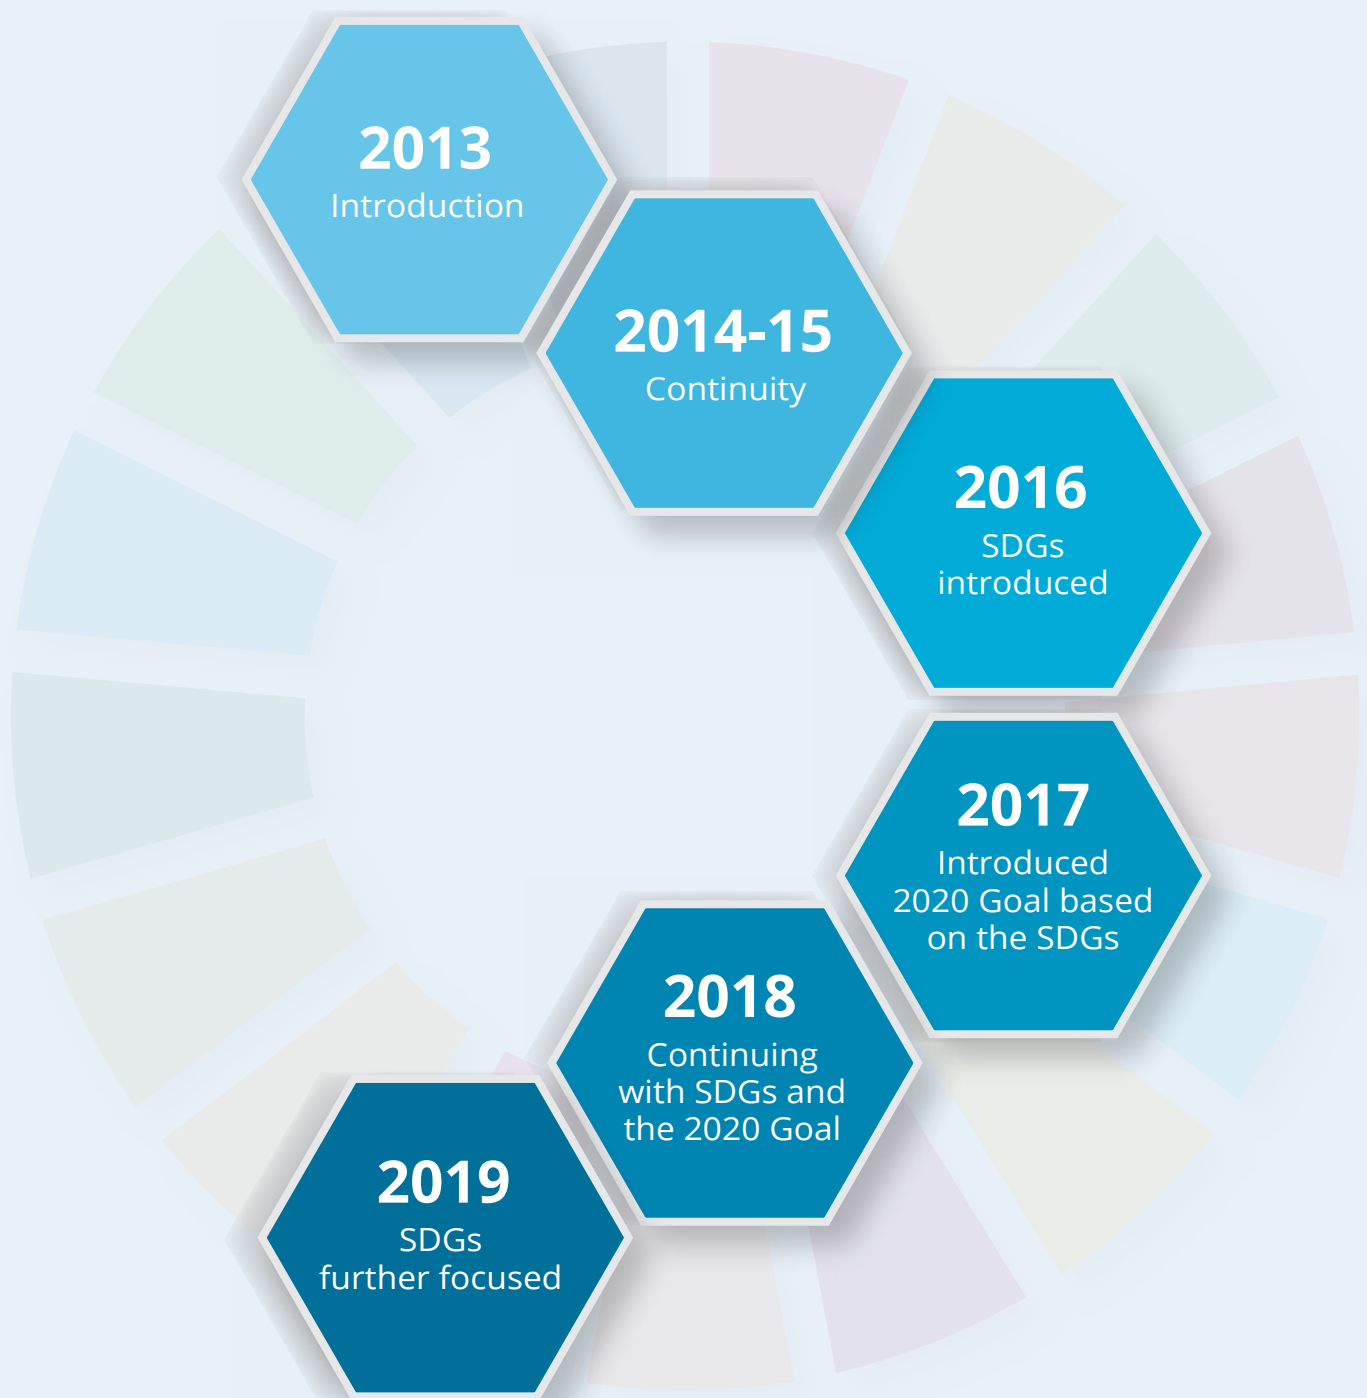 2013
Introduction
2014-15
Continuity
2016
SDGs
introduced
2017
Introduced
2020 Goal based
on the SDGs
2018
Continuing
with SDGs and
the 2020 Goal
2019
SDGs
further focused